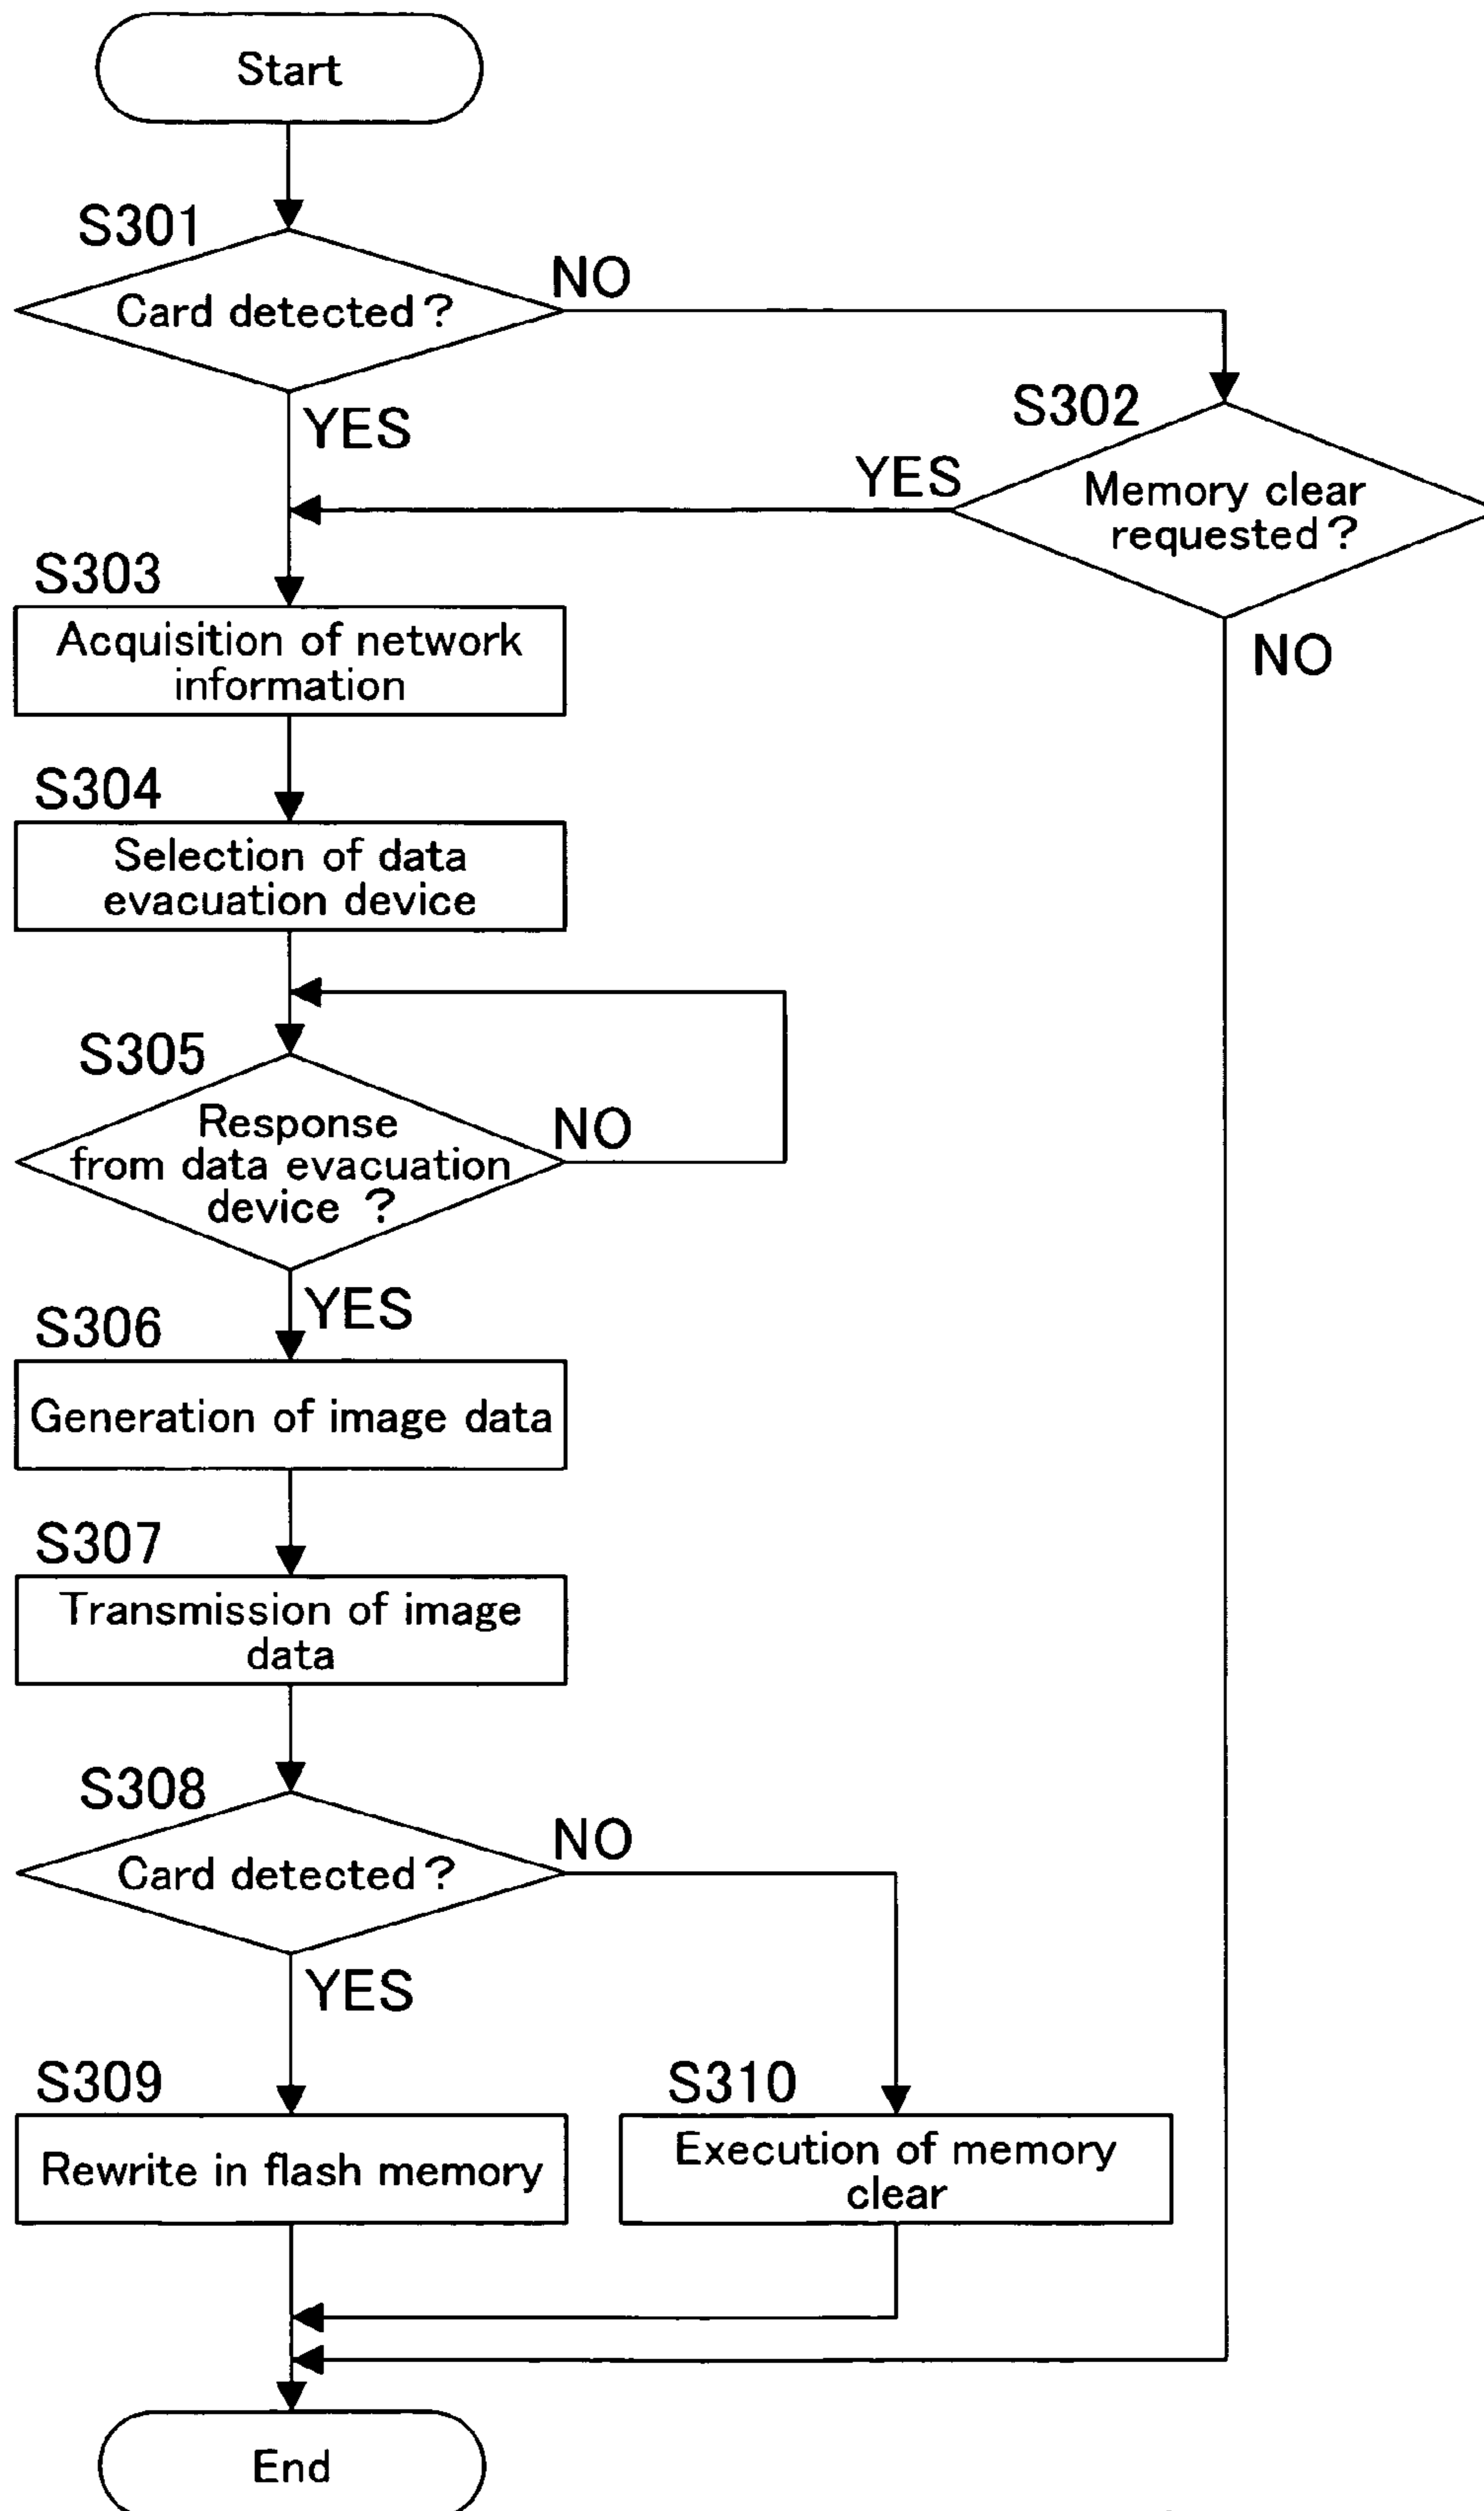 Start
S301
Card detected?
NO
YES
S302
Memory clear
requested?
YES
NO
S303
Acquisition of network
information
S304
Selection of data
evacuation device
S305
Response
from data evacuation
device ?
NO
YES
S306
Generation of image data
S307
Transmission of image
data
S308
Card detected?
NO
YES
S309
Rewrite in flash memory
S310
Execution of memory
clear
End